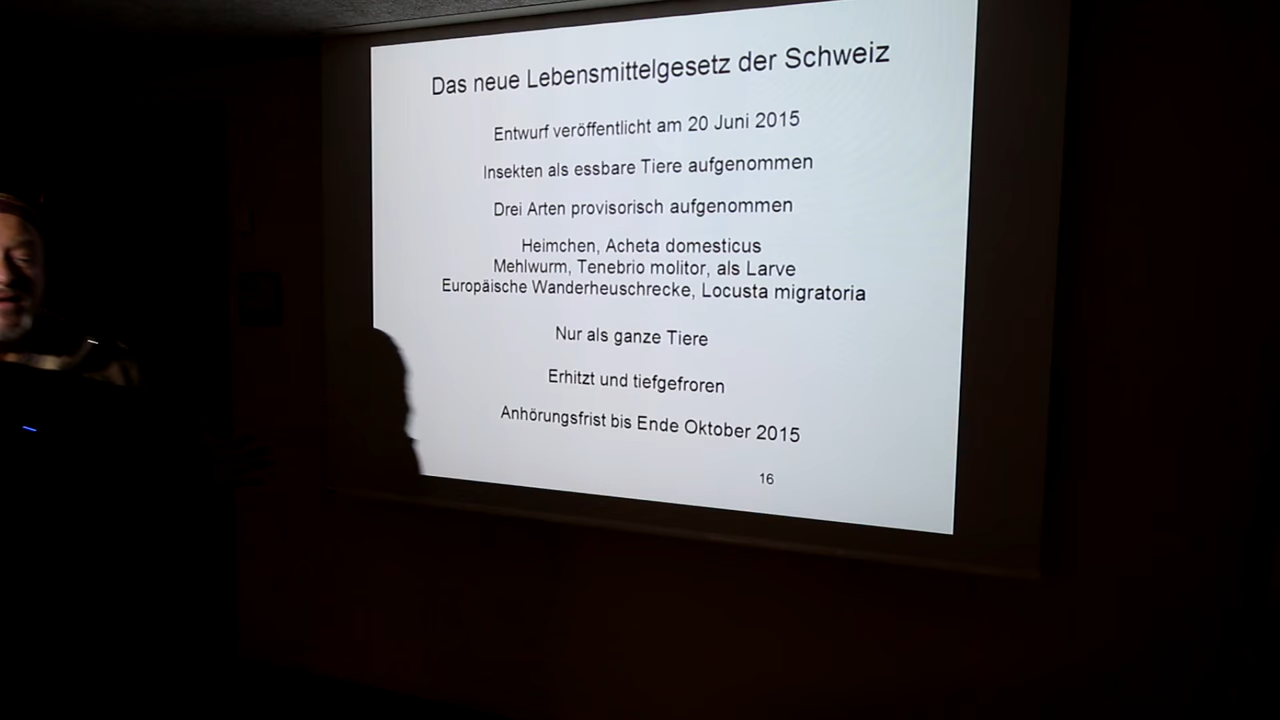 Das neue Lebensmittelgesetz der Schweiz
Entwurf veröffentlicht am 20 Juni 2015
Insekten als essbare Tiere aufgenommen
Drei Arten provisorisch aufgenommen
Heimchen, Acheta domesticus
Mehlwurm, Tenebrio molitor, als Larve
Europäische Wanderheuschrecke, Locusta migratoria
Nur als ganze Tiere
Erhitzt und tiefgefroren
Anhörungsfrist bis Ende Oktober 2015
16